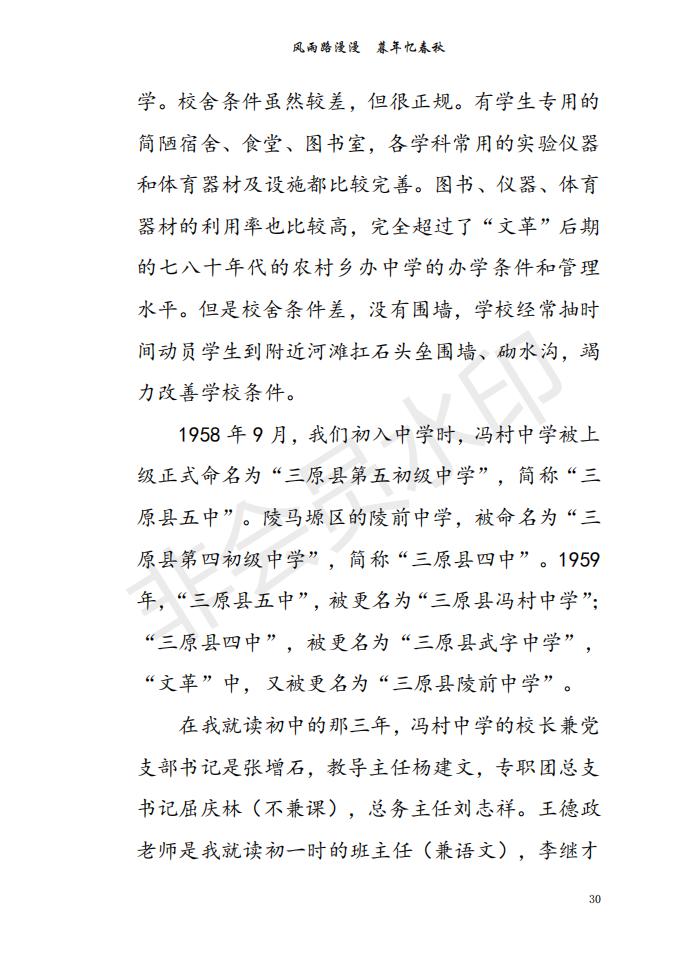 风雨路漫漫　暮年忆春秋
学。校舍条件虽然较差，但很正规。有学生专用的
简陋宿舍、食堂、图书室，各学科常用的实验仪器
和体育器材及设施都比较完善。图书、仪器、体育
器材的利用率也比较高，完全超过了“文革”后期
的七八十年代的农村乡办中学的办学条件和管理
水平。但是校舍条件差，没有围墙，学校经常抽时
间动员学生到附近河滩扛石头垒围墙、砌水沟，竭
力改善学校条件。
1958 年 9 月，我们初入中学时，冯村中学被上
级正式命名为“三原县第五初级中学”，简称“三
原县五中”。陵马塬区的陵前中学，被命名为“三
原县第四初级中学”，简称“三原县四中”。1959
年，“三原县五中”，被更名为“三原县冯村中学”；
“三原县四中”，被更名为“三原县武字中学”，
“文革”中，又被更名为“三原县陵前中学”。
在我就读初中的那三年，冯村中学的校长兼党
支部书记是张增石，教导主任杨建文，专职团总支
书记屈庆林（不兼课），总务主任刘志祥。王德政
老师是我就读初一时的班主任（兼语文），李继才
30
非会员水印